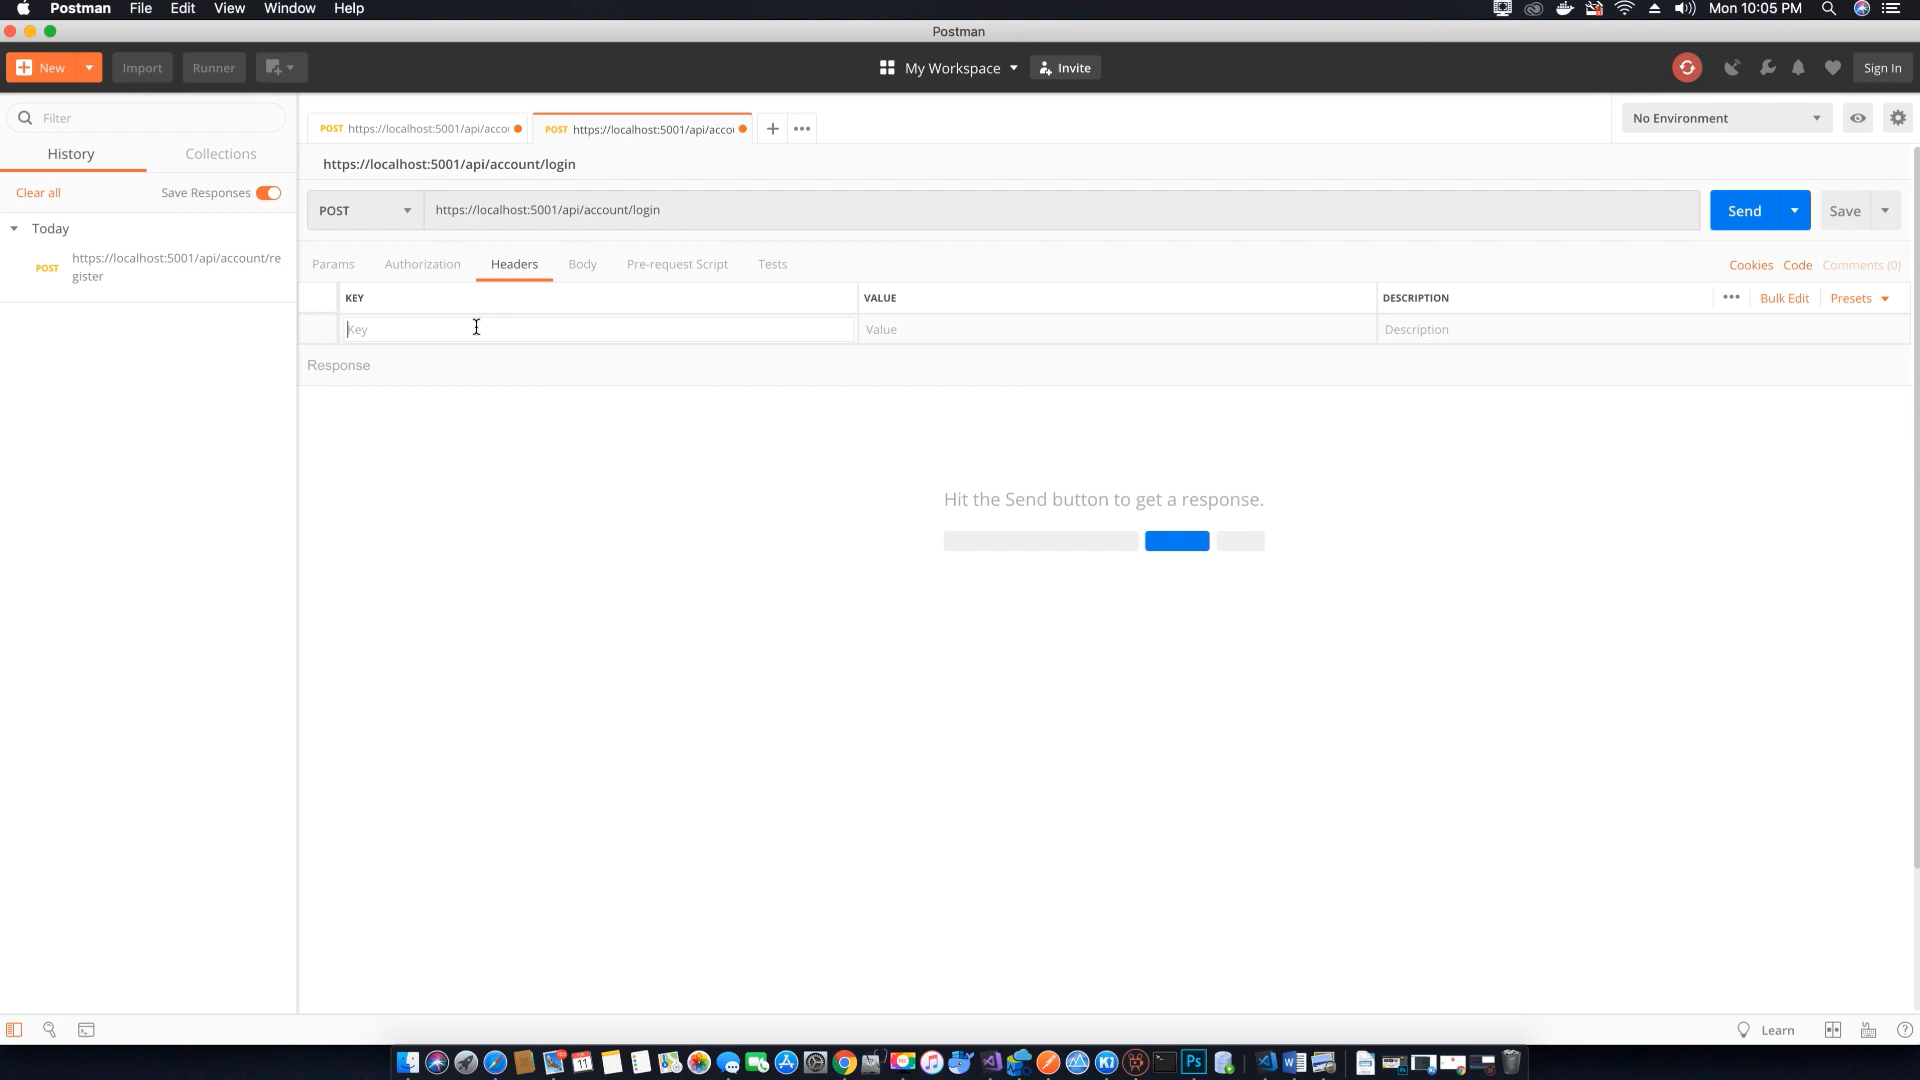 Postman File Edit View Window Help Mon 10:05 PM
Postman
New Import Runner My Workspace Invite Sign In
Filter
POST https://localhost:5001/api/acco POST https://localhost:5001/api/acco No Environment
History Collections
https://localhost:5001/api/account/login
Clear all Save Responses
POST https://localhost:5001/api/account/login Send Save
Today
POST https://localhost:5001/api/account/re
gister
Params Authorization Headers Body Pre-request Script Tests Cookies Code Comments (0)
KEY VALUE DESCRIPTION Bulk Edit Presets
Key Value Description
Response
Hit the Send button to get a response.
Learn
Ps